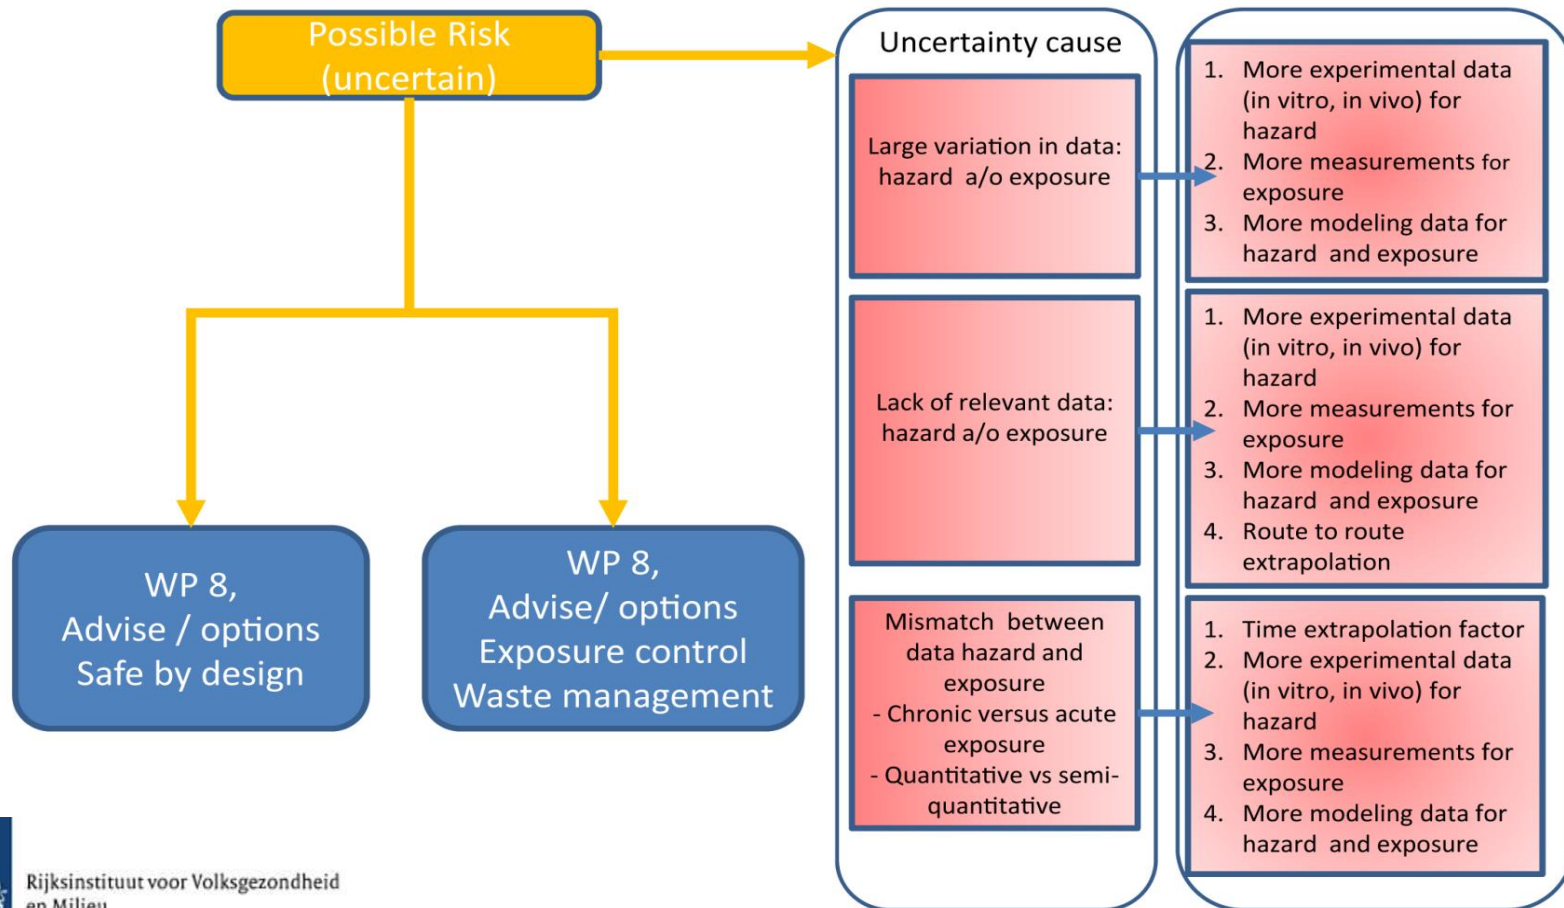 Possible Risk
(uncertain)
WP 8,
Advise / options
Safe by design
WP 8,
Advise/ options
Exposure control
Waste management
Uncertainty cause
Large variation in data:
hazard a/o exposure
1. More experimental data
(in vitro, in vivo) for
hazard
2. More measurements for
exposure
3. More modeling data for
hazard and exposure
Lack of relevant data:
hazard a/o exposure
1. More experimental data
(in vitro, in vivo) for
hazard
2. More measurements for
exposure
3. More modeling data for
hazard and exposure
4. Route to route
extrapolation
Mismatch between
data hazard and
exposure
- Chronic versus acute
exposure
- Quantitative vs semi-
quantitative
1. Time extrapolation factor
2. More experimental data
(in vitro, in vivo) for
hazard
3. More measurements for
exposure
4. More modeling data for
hazard and exposure
Rijksinstituut voor Volksgezondheid
en Milieu